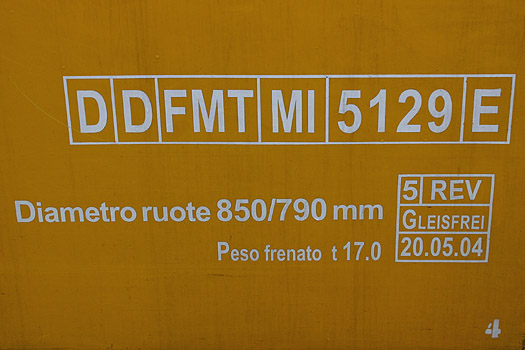 D D FMT MI 5129 E
5 REV
Diametro ruote 850/790 mm
GLEISFREI
Peso frenato t 17.0
20.05.04
4